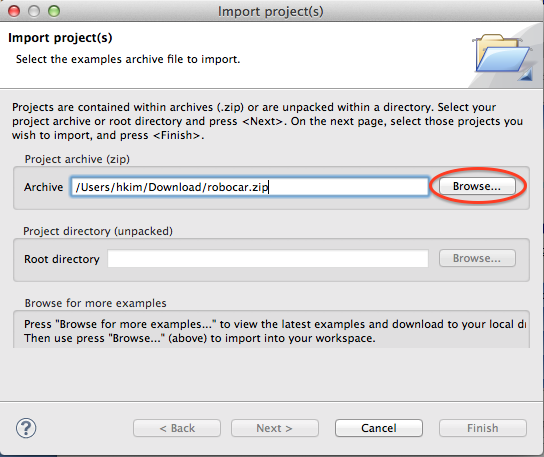 Import project(s)
Import project(s)
Select the examples archive file to import.
Projects are contained within archives (.zip) or are unpacked within a directory. Select your
project archive or root directory and press <Next>. On the next page, select those projects you
wish to import, and press <Finish>.
Project archive (zip)
Archive /Users/hkim/Download/robocar.zip Browse...
Project directory (unpacked)
Root directory Browse...
Browse for more examples
Press "Browse for more examples..." to view the latest examples and download to your local
Then use press "Browse..." (above) to import into your workspace.
? < Back Next > Cancel Finish